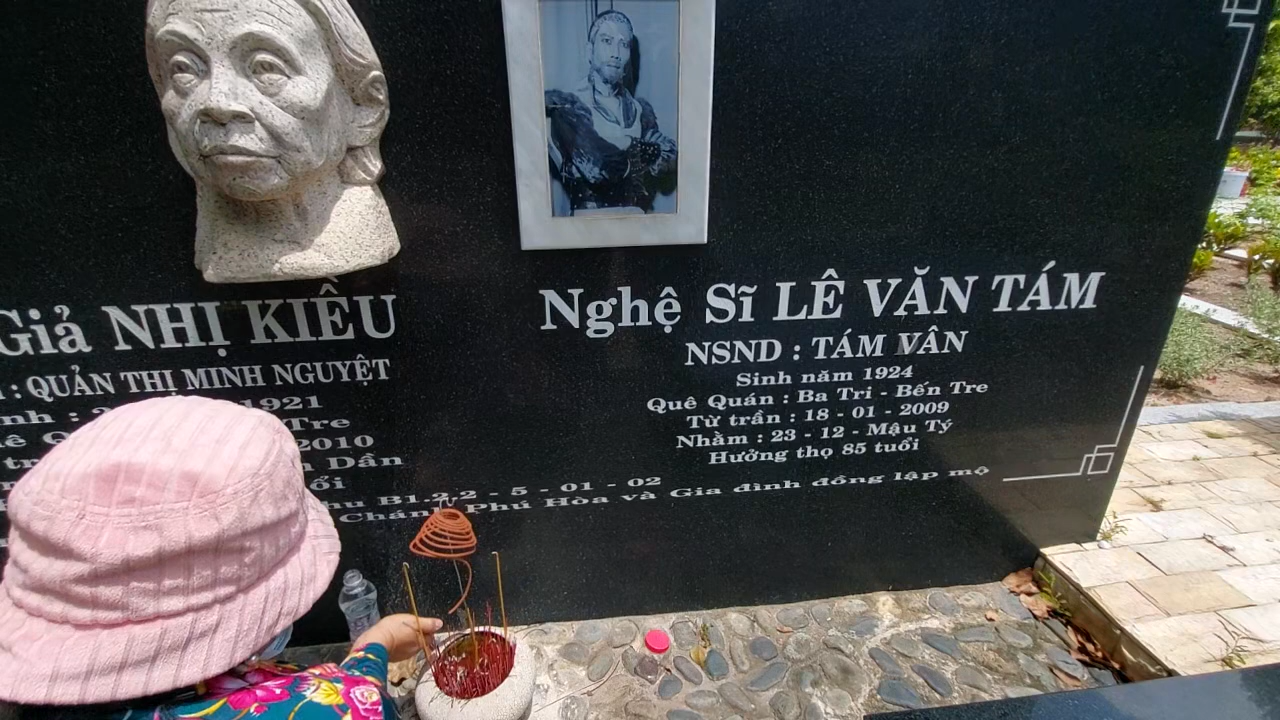 Giả NHỊ KIỀU
: QUẢN THỊ MINH NGUYỆT
1921
Tre
2010
Dần
Nghệ Sĩ LÊ VĂN TÁM
NSND : TÁM VÂN
Sinh năm 1924
Quê Quán : Ba Tri - Bến Tre
Từ trần : 18 - 01 - 2009
Nhằm : 23 - 12 - Mậu Tý
Hưởng thọ 85 tuổi
B1.2.2 - 5 - 01 - 02
Chánh Phú Hòa và Gia đình đồng lập mộ